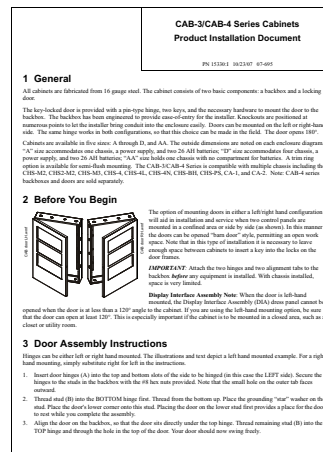 CAB-3/CAB-4 Series Cabinets
Product Installation Document
PN 15330:I 10/23/07 07-695
1 General
All cabinets are fabricated from 16 gauge steel. The cabinet consists of two basic components: a backbox and a locking
door.
The key-locked door is provided with a pin-type hinge, two keys, and the necessary hardware to mount the door to the
backbox. The backbox has been engineered to provide ease-of-entry for the installer. Knockouts are positioned at
numerous points to let the installer bring conduit into the enclosure easily. Doors can be mounted on the left or right-hand
side. The same hinge works in both configurations, so that this choice can be made in the field. The door opens 180°.
Cabinets are available in five sizes: A through D, and AA. The outside dimensions are noted on each enclosure diagram.
"A" size accommodates one chassis, a power supply, and two 26 AH batteries; "D" size accommodates four chassis, a
power supply, and two 26 AH batteries; "AA" size holds one chassis with no compartment for batteries. A trim ring
option is available for semi-flush mounting. The CAB-3/CAB-4 Series is compatible with multiple chassis including the
CHS-M2, CHS2-M2, CHS-M3, CHS-4, CHS-4L, CHS-4N, CHS-BH, CHS-PS, CA-1, and CA-2. Note: CAB-4 series
backboxes and doors are sold separately.
2 Before You Begin
The option of mounting doors in either a left/right hand configuration
will aid in installation and service when two control panels are
mounted in a confined area or side by side (as shown). In this manner
the doors can be opened "barn door" style, permitting an open work
space. Note that in this type of installation it is necessary to leave
enough space between cabinets to insert a key into the locks on the
door frames.
IMPORTANT: Attach the two hinges and two alignment tabs to the
backbox before any equipment is installed. With chassis installed,
space is very limited.
Display Interface Assembly Note: When the door is left-hand
mounted, the Display Interface Assembly (DIA) dress panel cannot be
opened when the door is at less than a 120° angle to the cabinet. If you are using the left-hand mounting option, be sure
that the door can open at least 120°. This is especially important if the cabinet is to be mounted in a closed area, such as a
closet or utility room.
3 Door Assembly Instructions
Hinges can be either left or right hand mounted. The illustrations and text depict a left hand mounted example. For a right
hand mounting, simply substitute right for left in the instructions.
1. Insert door hinges (A) into the top and bottom slots of the side to be hinged (in this case the LEFT side). Secure the
hinges to the studs in the backbox with the #8 hex nuts provided. Note that the small hole on the outer tab faces
outward.
2. Thread stud (B) into the BOTTOM hinge first. Thread from the bottom up. Place the grounding "star" washer on the
stud. Place the door's lower corner onto this stud. Placing the door on the lower stud first provides a place for the door
to rest while you complete the assembly.
3. Align the door on the backbox, so that the door sits directly under the top hinge. Thread remaining stud (B) into the
TOP hinge and through the hole in the top of the door. Your door should now swing freely.